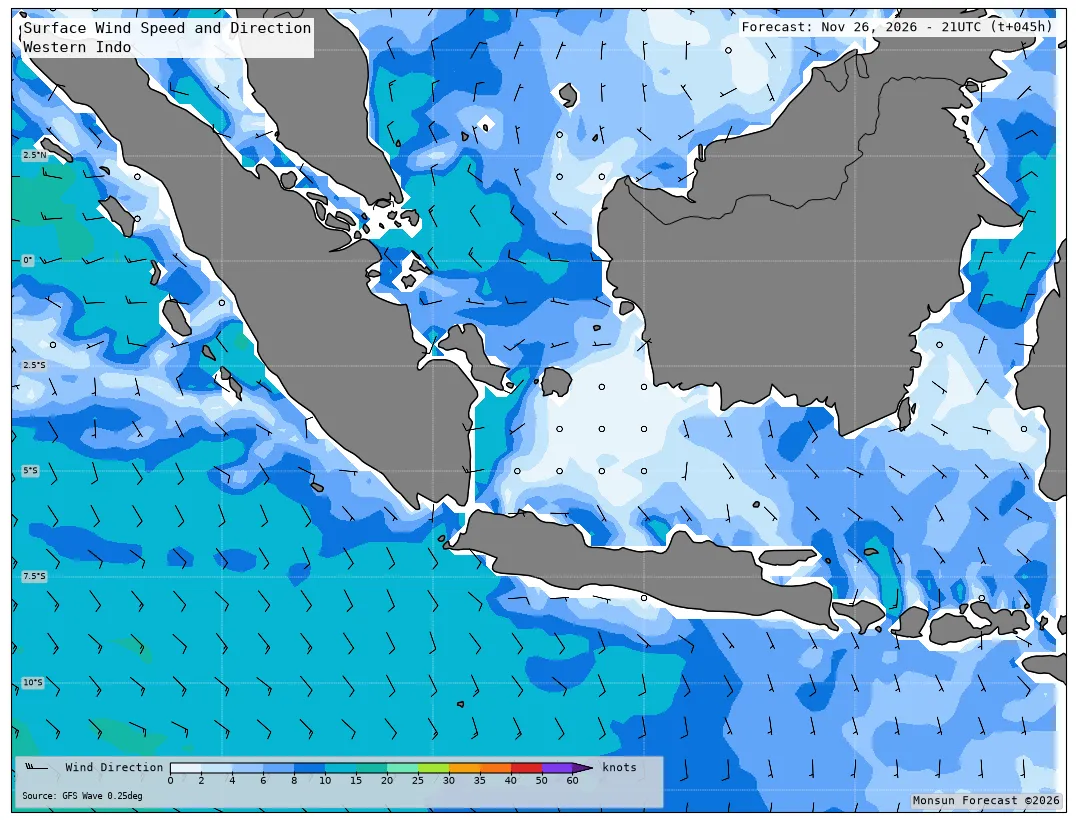 Surface Wind Speed and Direction
Western Indo
Forecast: Nov 26, 2026 - 21UTC (t+045h)
2.5°N
0°
2.5°S
5°S
7.5°S
10°S
Wind Direction
0 2 4 6 8 10 15 20 25 30 35 40 50 60
knots
Source: GFS Wave 0.25deg
Monsun Forecast ©2026